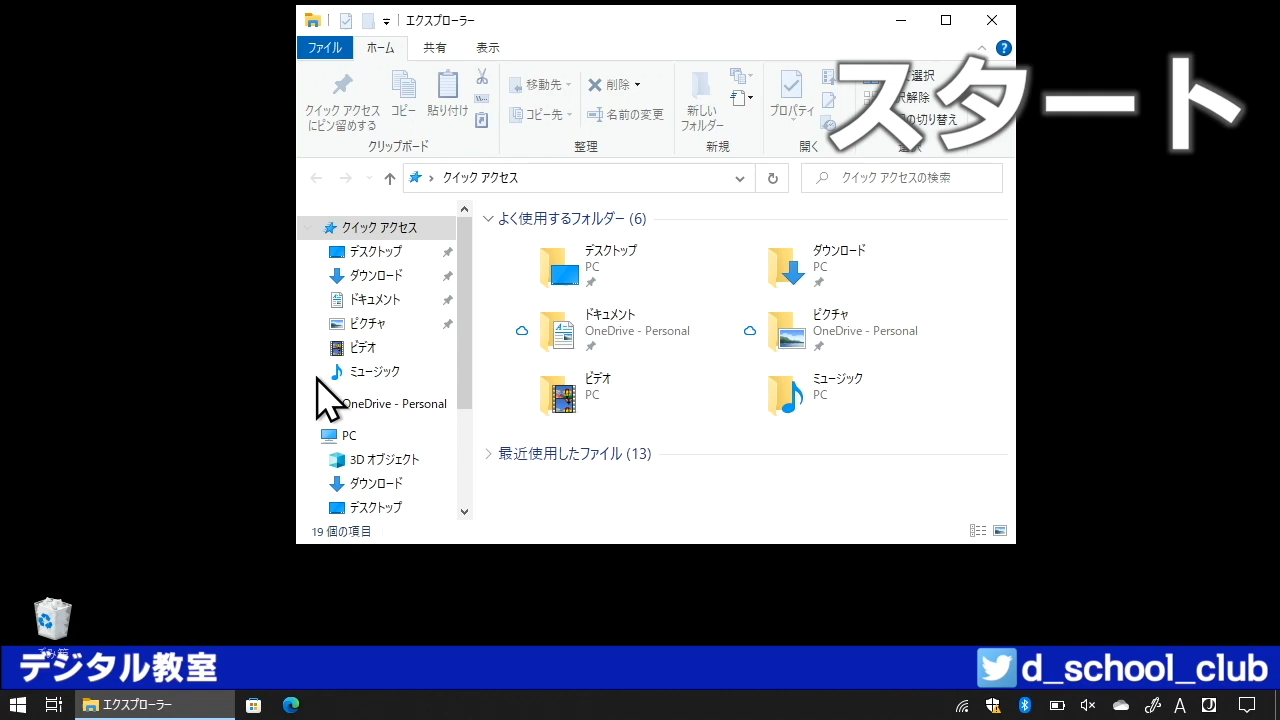 エクスプローラー
ファイル ホーム 共有 表示
スタート
クイック アクセス
にピン留めする
コピー
貼り付け
クリップボード
移動先
コピー先
削除
名前の変更
整理
新しい
フォルダー
新規
プロパティ
開く
選択
クイック アクセス
クイック アクセスの検索
クイック アクセス
デスクトップ
ダウンロード
ドキュメント
ピクチャ
ビデオ
ミュージック
OneDrive - Personal
PC
3D オブジェクト
ダウンロード
デスクトップ
よく使用するフォルダー (6)
デスクトップ
PC
ダウンロード
PC
ドキュメント
OneDrive - Personal
ピクチャ
OneDrive - Personal
ビデオ
PC
ミュージック
PC
最近使用したファイル (13)
19 個の項目
デジタル教室
d_school_club
エクスプローラー
A